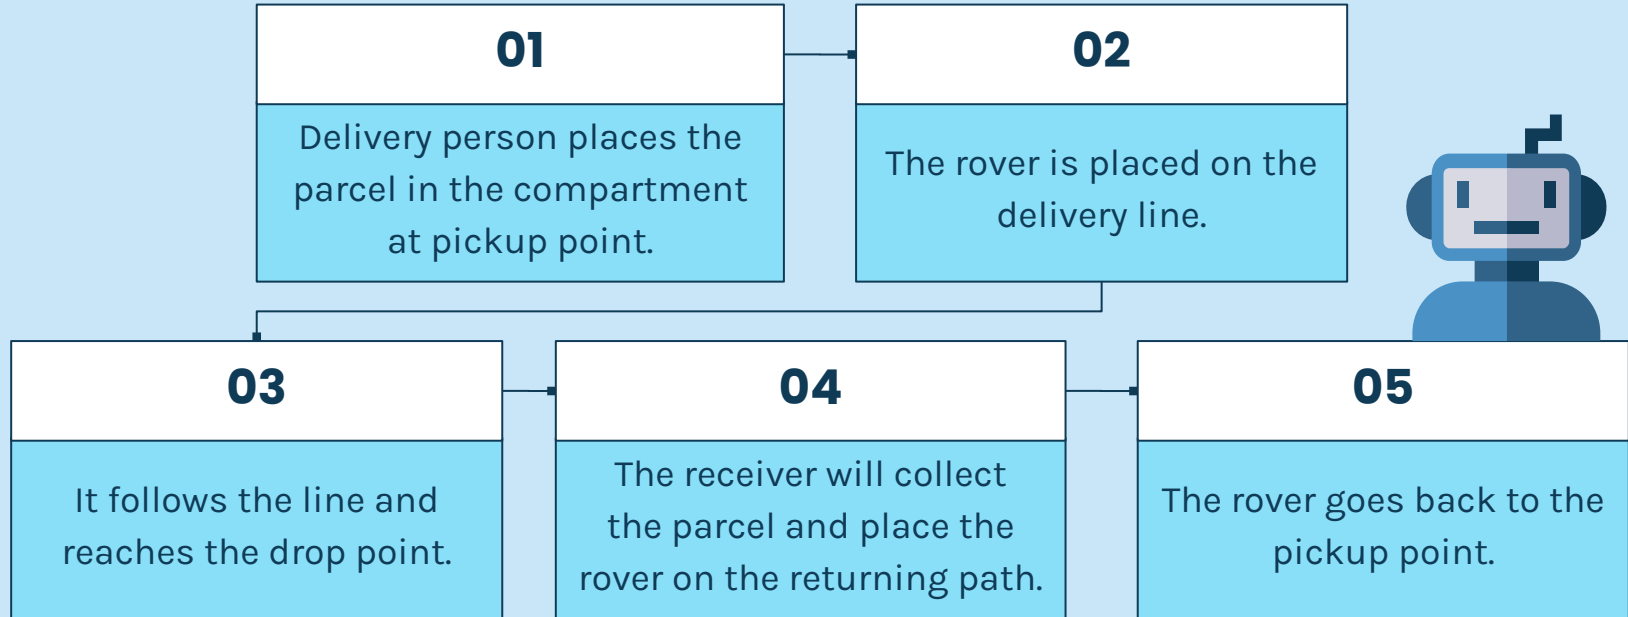 01
Delivery person places the
parcel in the compartment
at pickup point.
02
The rover is placed on the
delivery line.
03
It follows the line and
reaches the drop point.
04
The receiver will collect
the parcel and place the
rover on the returning path.
05
The rover goes back to the
pickup point.